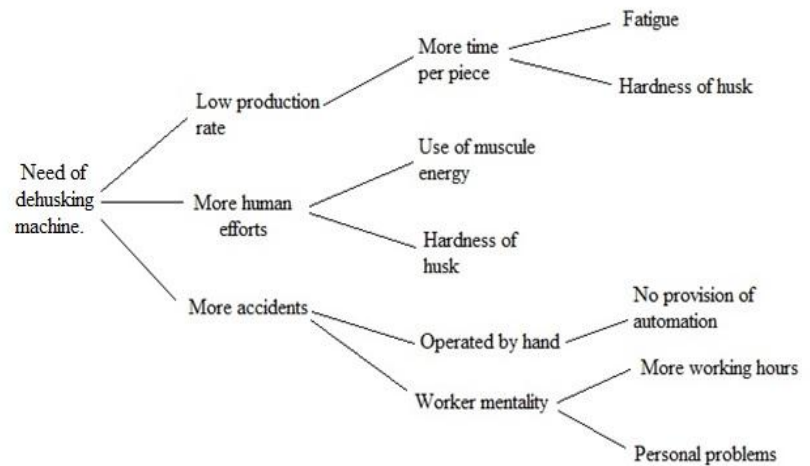 Fatigue
More time
per piece
Hardness of husk
Low production
rate
Use of muscule
energy
Need of
dehusking
machine.
More human
efforts
Hardness of
husk
More accidents
No provision of
automation
Operated by hand
More working hours
Worker mentality
Personal problems